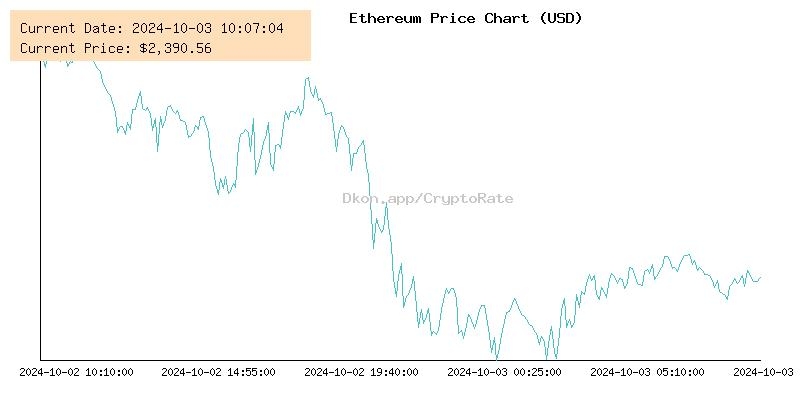 Ethereum Price Chart (USD)
Current Date: 2024-10-03 10:07:04
Current Price: $2,390.56
Dkon.app/CryptoRate
2024-10-02 10:10:00 2024-10-02 14:55:00 2024-10-02 19:40:00 2024-10-03 00:25:00 2024-10-03 05:10:00 2024-10-03